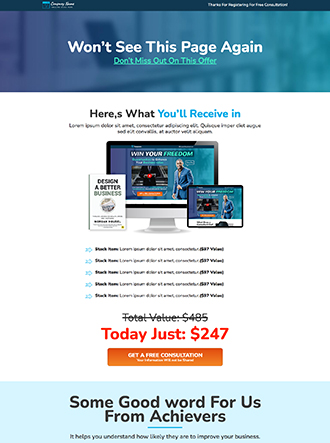 Company Name
Thanks For Registering For Free Consultation!
Won't See This Page Again
Don't Miss Out On This Offer
Here,s What You'll Receive in
Lorem ipsum dolor sit amet, consectetur adipiscing elit. Quisque imper diet augue
sed elit convallis, at auctor velit aliquam.
WIN YOUR FREEDOM
DESIGN
A BETTER
BUSINESS
WIN YOUR FREEDOM
Stack Item: Lorem ipsum dolor sit amet, consectetur.($97 Value)
Stack Item: Lorem ipsum dolor sit amet, consectetur.($97 Value)
Stack Item: Lorem ipsum dolor sit amet, consectetur.($97 Value)
Stack Item: Lorem ipsum dolor sit amet, consectetur.($97 Value)
Stack Item: Lorem ipsum dolor sit amet, consectetur.($97 Value)
Total Value: $485
Today Just: $247
GET A FREE CONSULTATION
Your Information Will not be Shared
Some Good word For Us
From Achievers
It helps you understand how likely they are to improve your business.